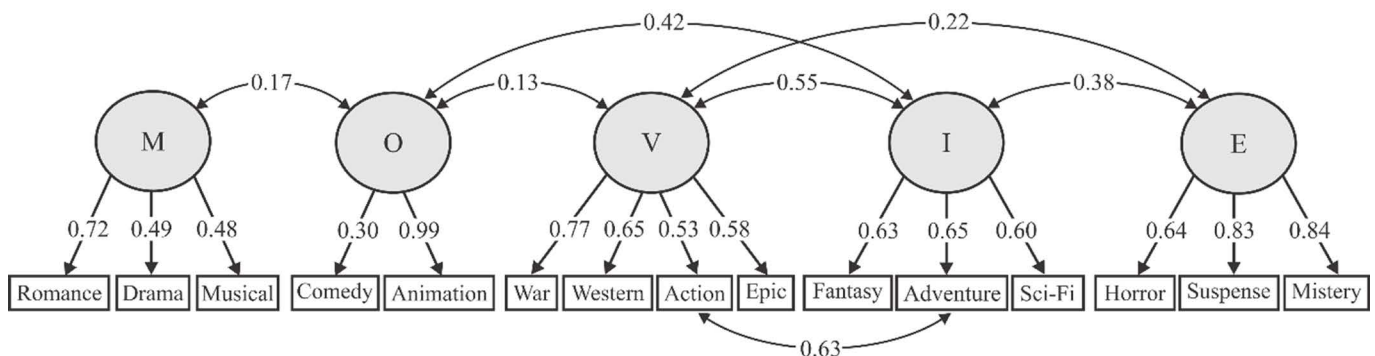 0.42 0.22
0.17 0.13 0.55 0.38
M O V I E
0.72 0.49 0.48 0.30 0.99 0.77 0.65 0.53 0.58 0.63 0.65 0.60 0.64 0.83 0.84
Romance Drama Musical Comedy Animation War Western Action Epic Fantasy Adventure Sci-Fi Horror Suspense Mistery
0.63